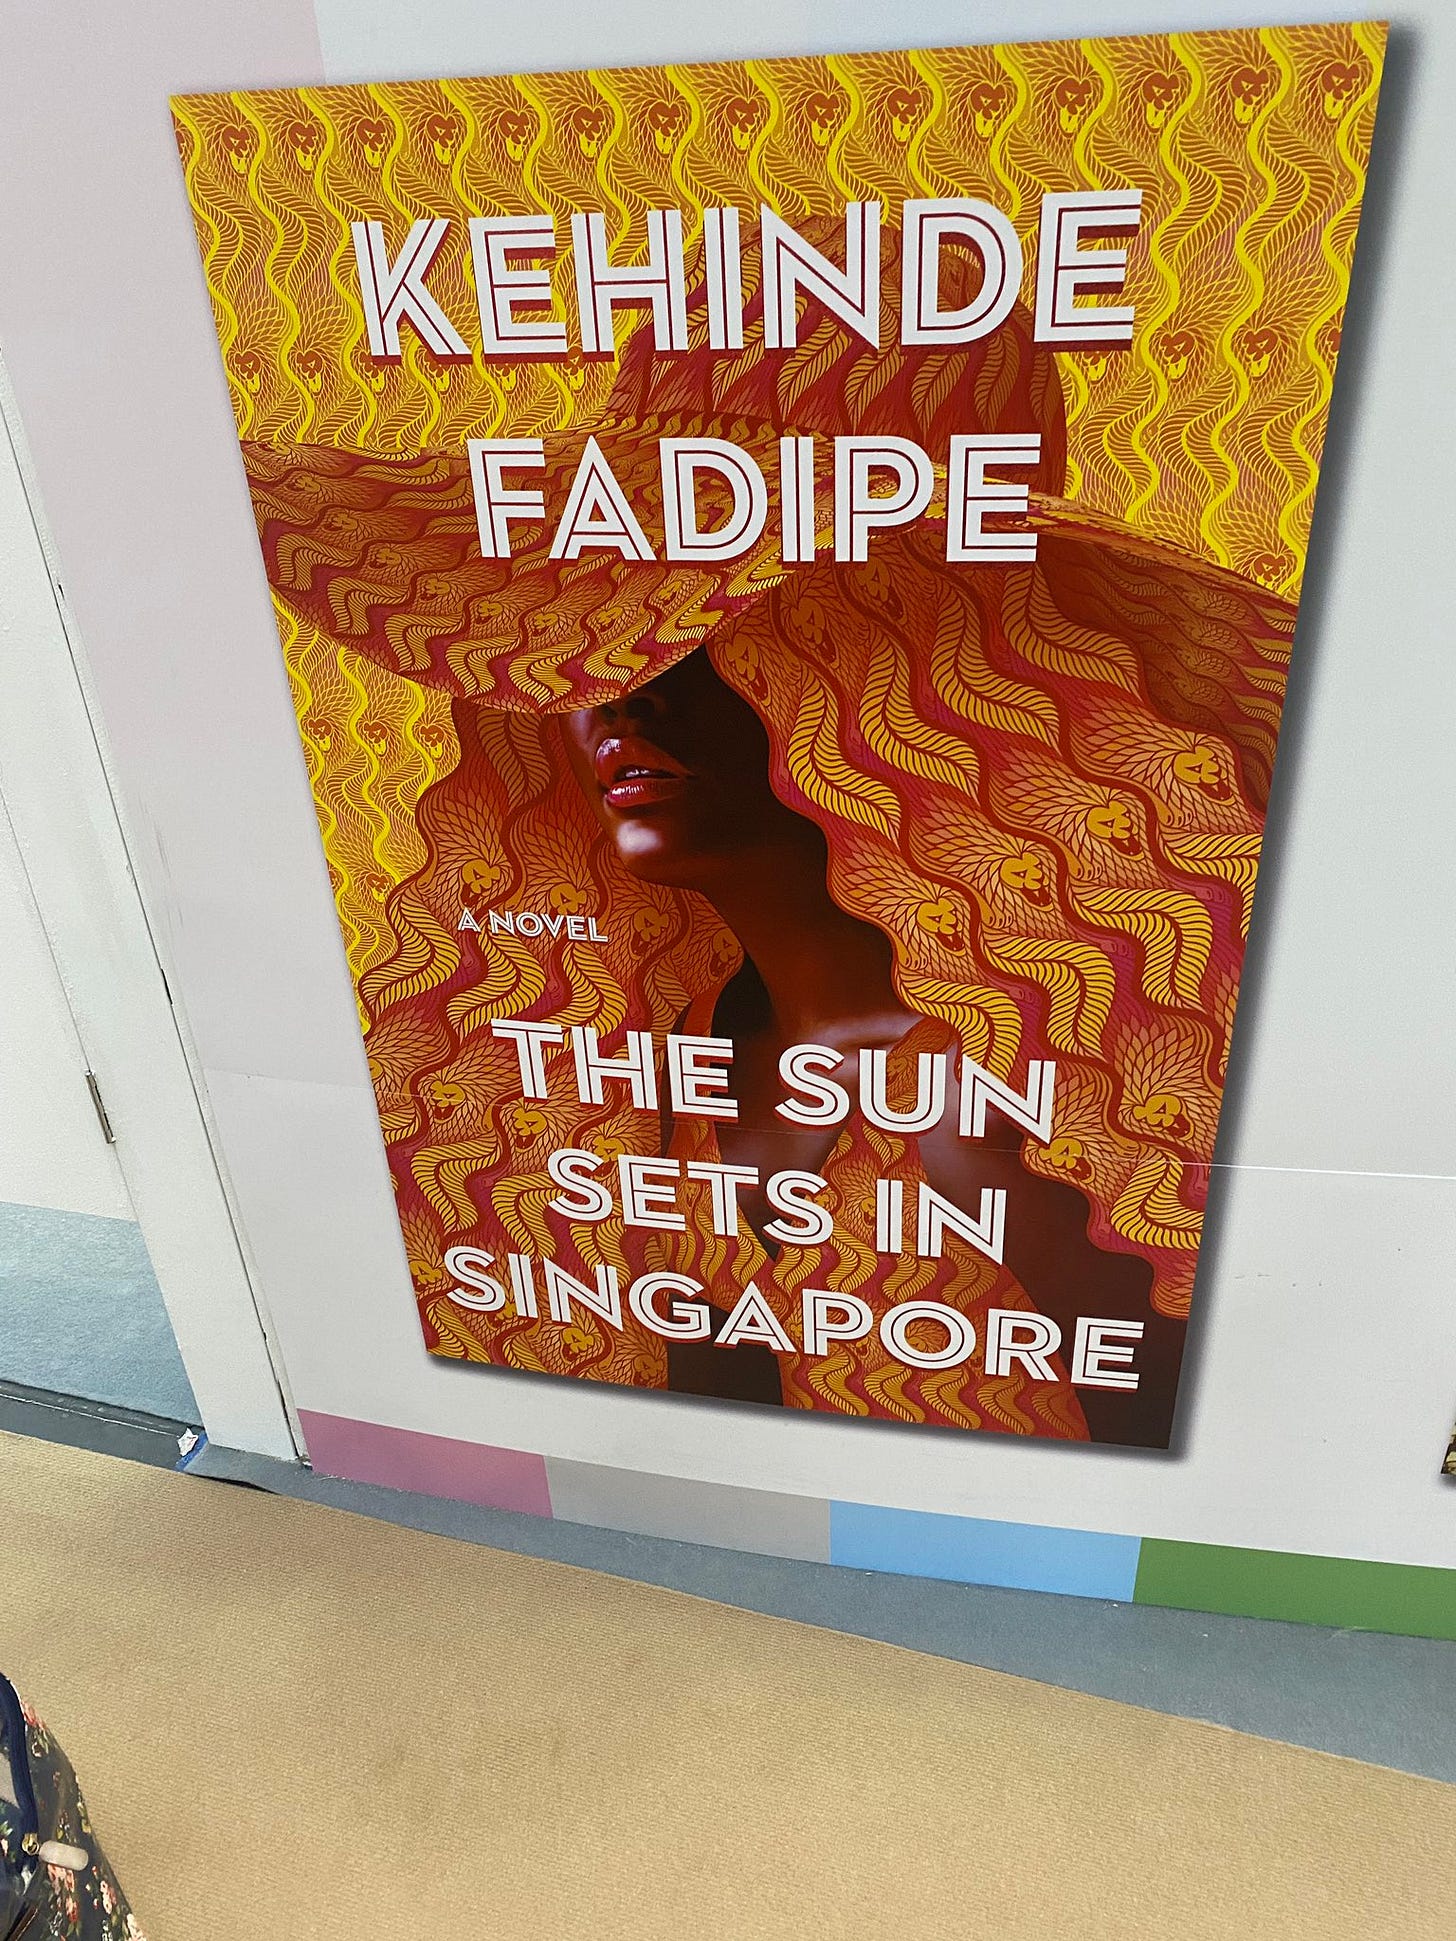 KEHINDE
FADIPE
A NOVEL
THE SUN
SETS IN
SINGAPORE